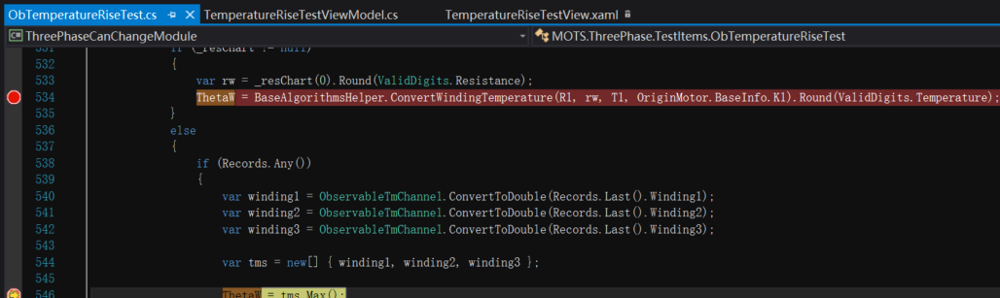 ObTemperatureRiseTest.cs TemperatureRiseTestViewModel.cs TemperatureRiseTestView.xaml
ThreePhaseCanChangeModule MOTS.ThreePhase.TestItems.ObTemperatureRiseTest
531 if (_resChart != null)
532 {
533 var rw = _resChart(0).Round(ValidDigits.Resistance);
534 ThetaW = BaseAlgorithmsHelper.ConvertWindingTemperature(R1, rw, T1, OriginMotor.BaseInfo.K1).Round(ValidDigits.Temperature);
535 }
536 else
537 {
538 if (Records.Any())
539 {
540 var winding1 = ObservableTmChannel.ConvertToDouble(Records.Last().Winding1);
541 var winding2 = ObservableTmChannel.ConvertToDouble(Records.Last().Winding2);
542 var winding3 = ObservableTmChannel.ConvertToDouble(Records.Last().Winding3);
543
544 var tms = new[] { winding1, winding2, winding3 };
545
546 ThetaW = tms.Max();